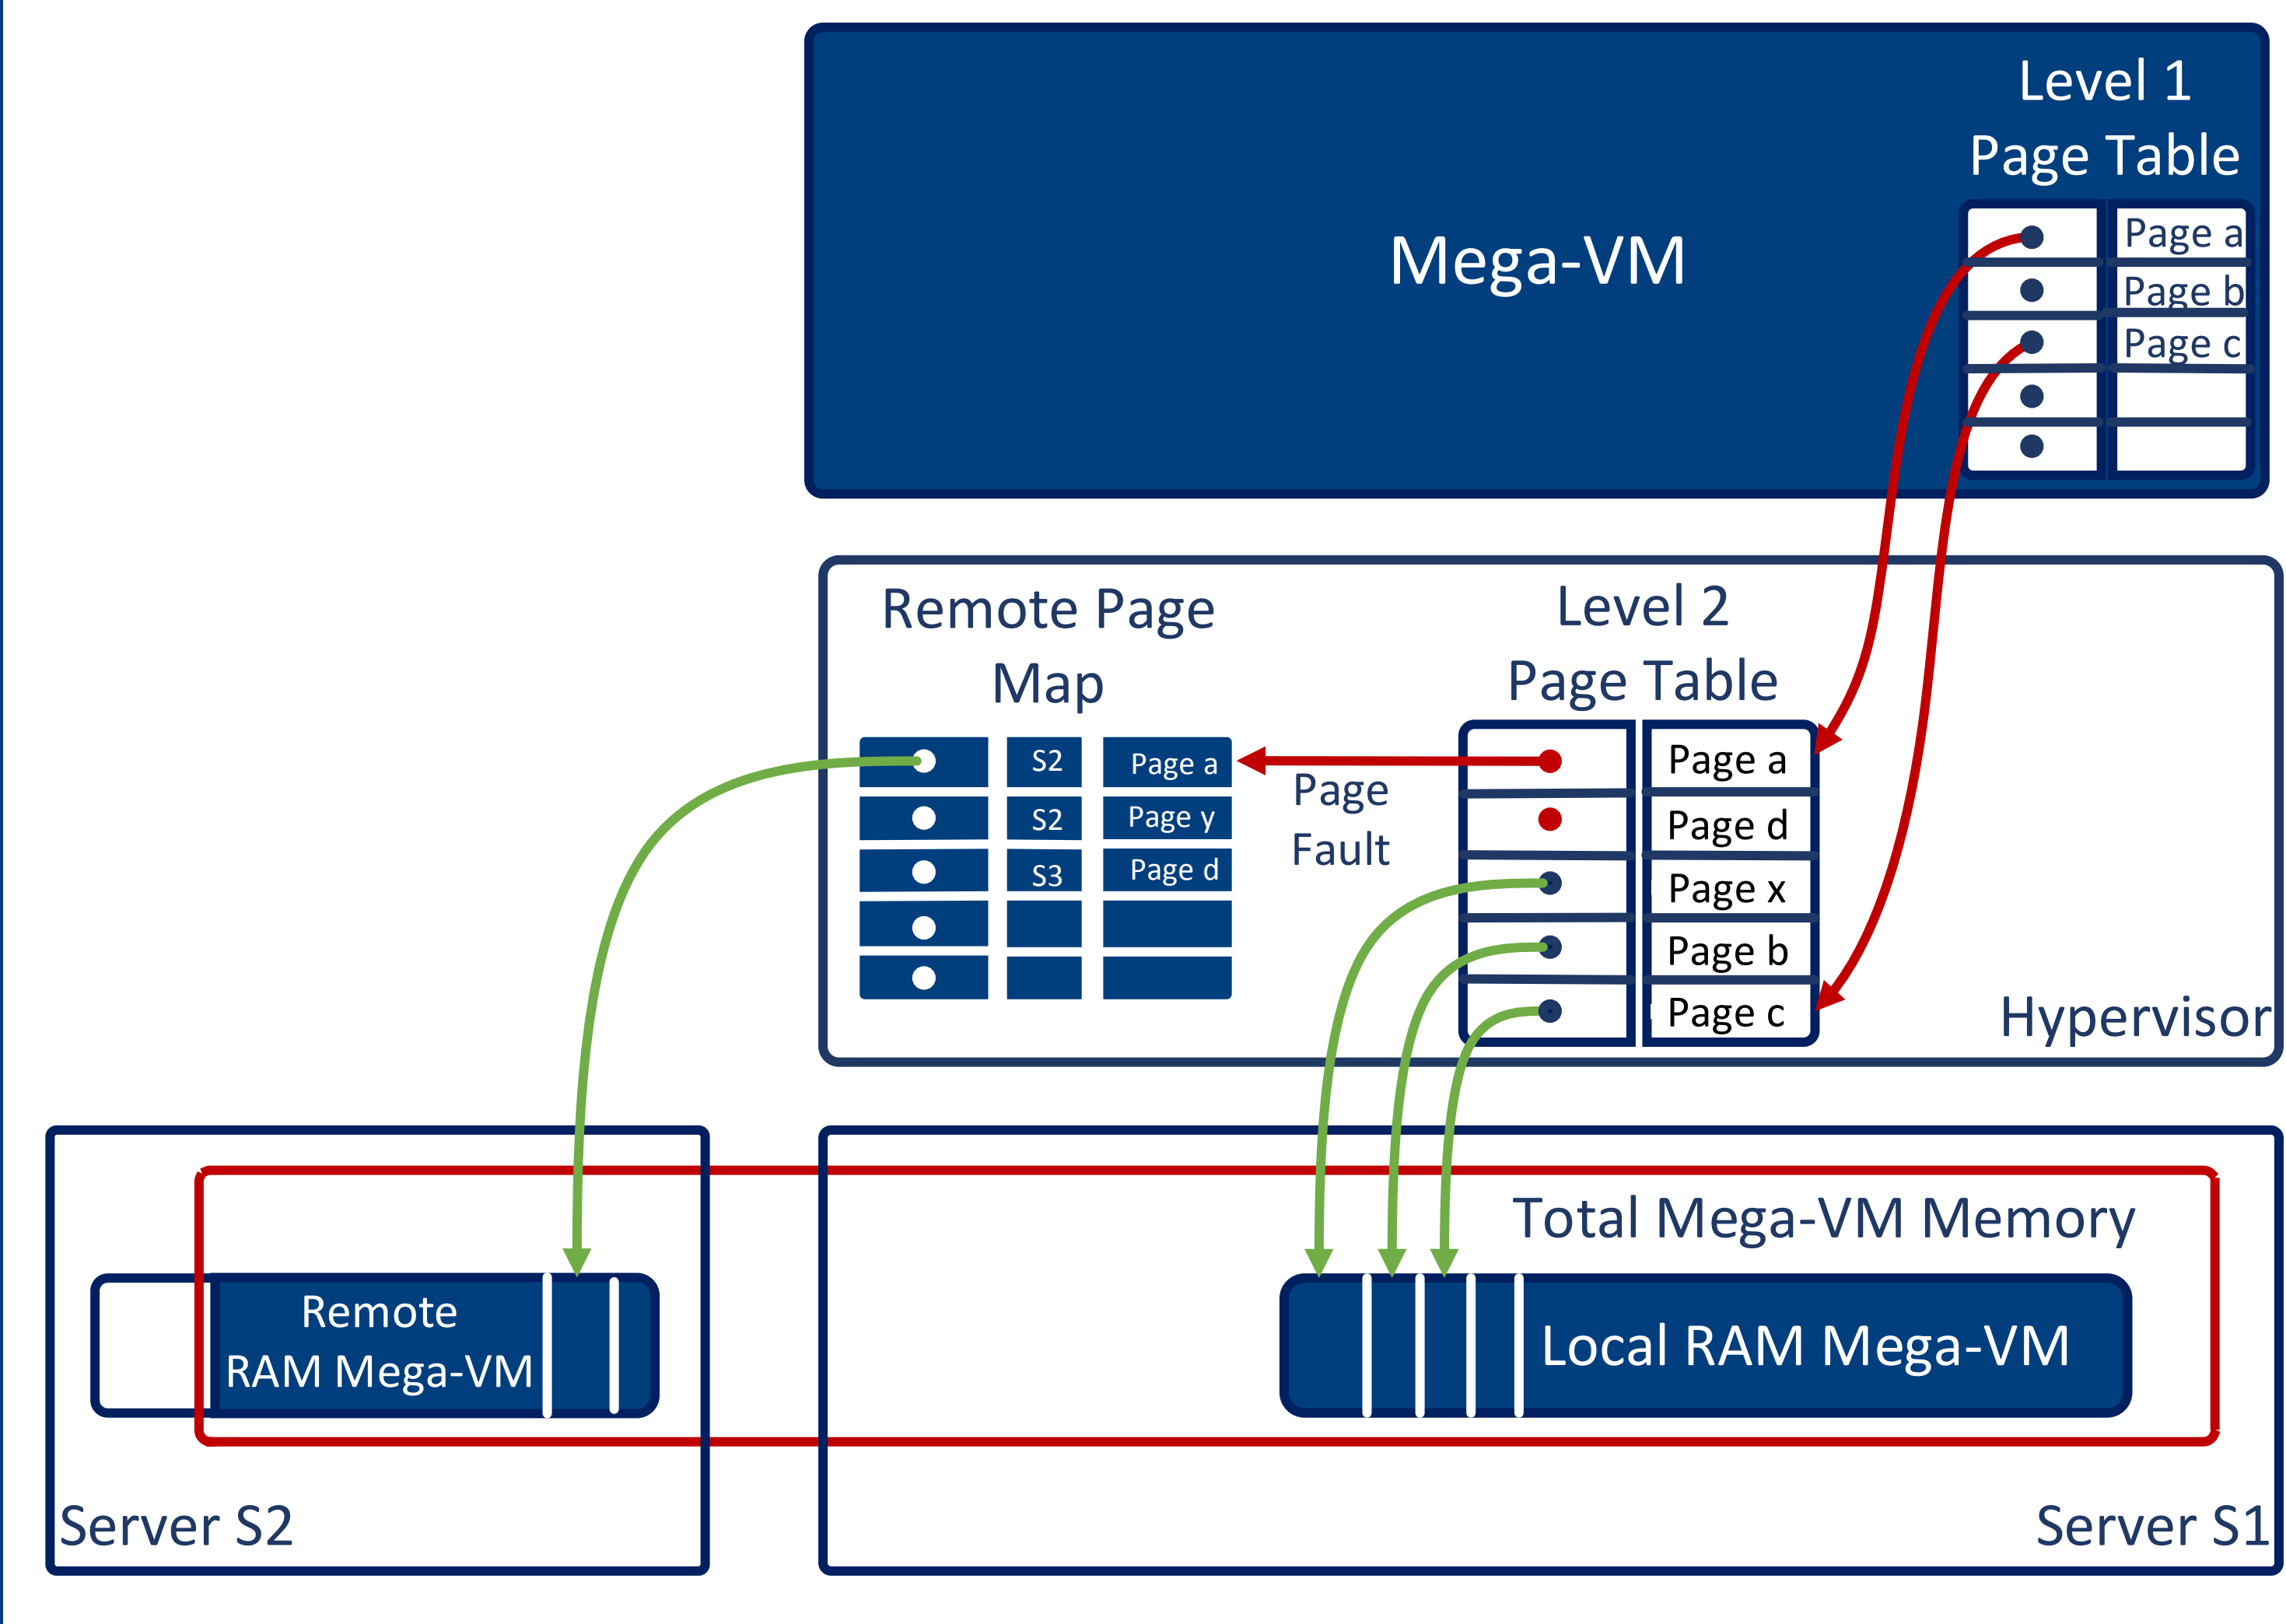 Level 1
Page Table
Page a
Page b
Page c
Mega-VM
Remote Page
Map
S2 Page a
S2 Page y
S3 Page d
Page
Fault
Level 2
Page Table
Page a
Page d
Page x
Page b
Page c
Hypervisor
Total Mega-VM Memory
Remote
RAM Mega-VM
Local RAM Mega-VM
Server S2
Server S1